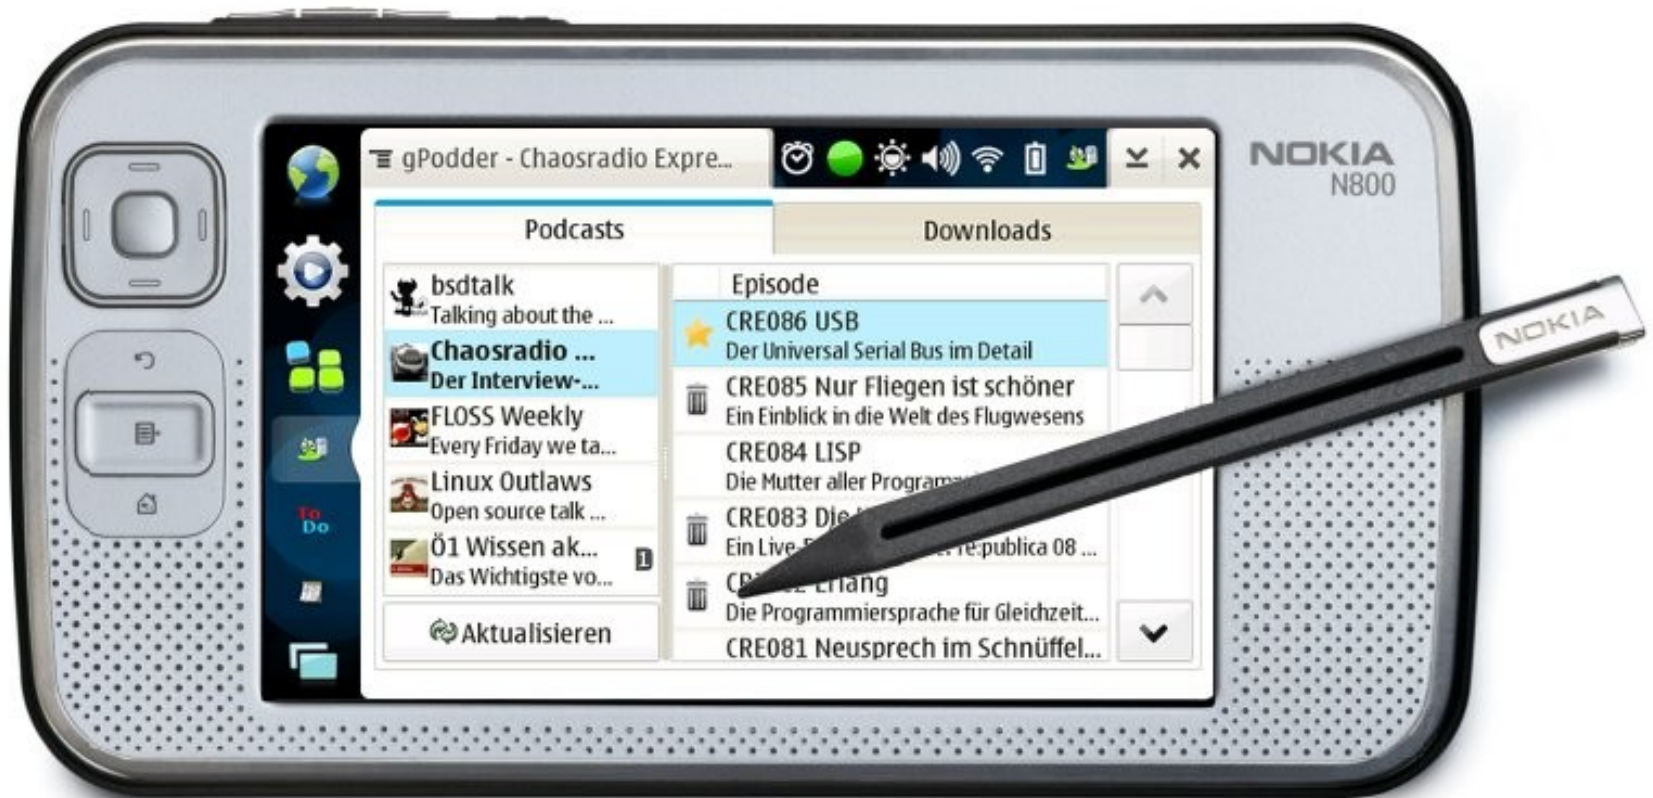 NOKIA
N800
gPodder - Chaosradio Expre...
Podcasts
Downloads
bsdtalk
Talking about the ...
Chaosradio ...
Der Interview-...
FLOSS Weekly
Every Friday we ta...
Linux Outlaws
Open source talk ...
Ö1 Wissen ak...
1
Das Wichtigste vo...
Aktualisieren
Episode
CRE086 USB
Der Universal Serial Bus im Detail
CRE085 Nur Fliegen ist schöner
Ein Einblick in die Welt des Flugwesens
CRE084 LISP
Die Mutter aller
CRE083 Die
Ein re:publica 08 ...
Erlang
Die Programmiersprache für Gleichzeit...
CRE081 Neusprech im Schnüffel...
To
Do
NOKIA